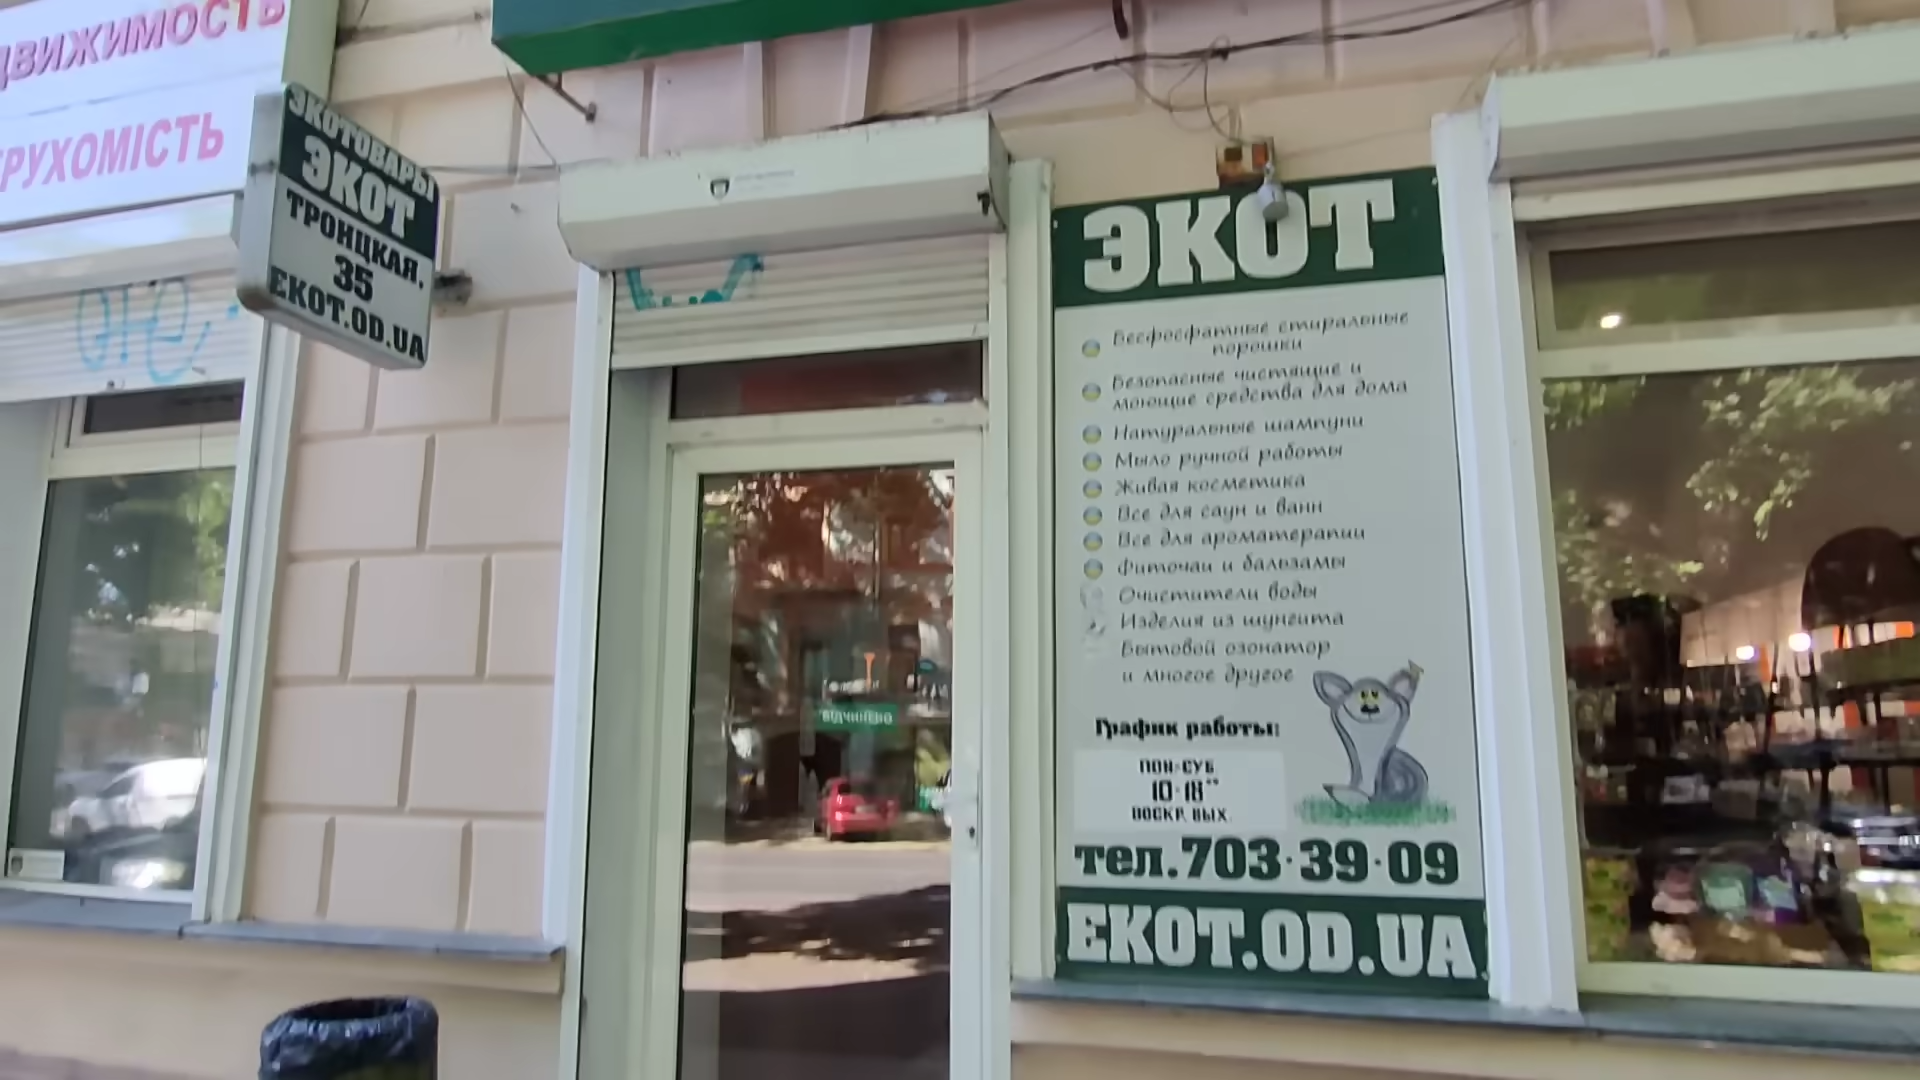 ДВИЖИМОСТЬ
РУХОМІСТЬ
ЭКОТОВАРЫ
ЭКОТ
ТРОИЦКАЯ,
35
EKOT.OD.UA
ВІДЧИНЕНО
ЭКОТ
Бесфосфатные стиральные
порошки
Безопасные чистящие и
моющие средства для дома
Натуральные шампуни
Мыло ручной работы
Живая косметика
Все для саун и ванн
Все для ароматерапии
Фиточаи и бальзамы
Очистители воды
Изделия из шунгита
Бытовой озонатор
и многое другое
График работы:
ПОН-СУБ
10-18⁰⁰
ВОСКР. ВЫХ.
тел.703-39-09
EKOT.OD.UA